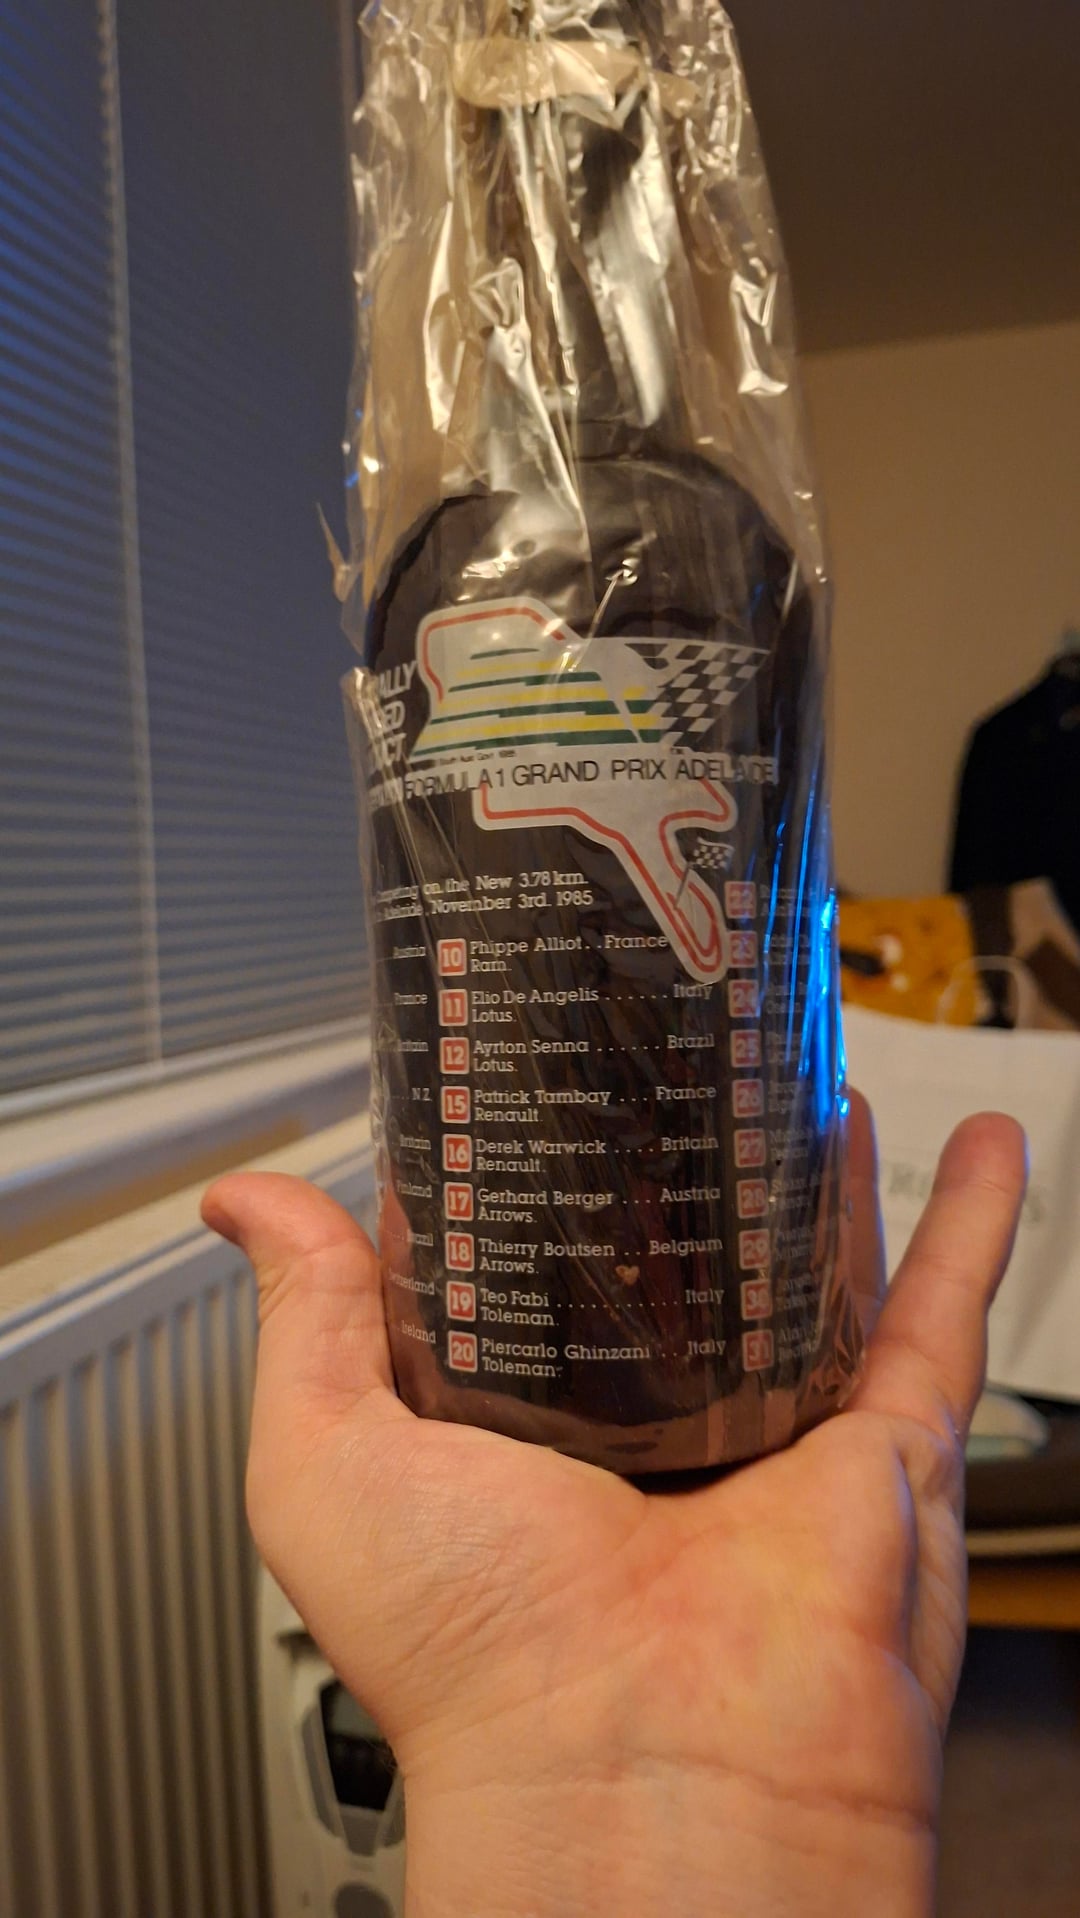 FORMULA 1 GRAND PRIX ADELAIDE
on the New 3.78 km.
Adelaide, November 3rd. 1985
Austria
France
Britain
N.Z.
Britain
Finland
Brazil
Switzerland
Ireland
10 Phippe Alliot. .France
Ram.
11 Elio De Angelis ...... Italy
Lotus.
12 Ayrton Senna ...... Brazil
Lotus.
15 Patrick Tambay ... France
Renault.
16 Derek Warwick .... Britain
Renault.
17 Gerhard Berger ... Austria
Arrows.
18 Thierry Boutsen .. Belgium
Arrows.
19 Teo Fabi ........... Italy
Toleman.
20 Piercarlo Ghinzani .. Italy
Toleman.
22
23
24
25
26
27
28
29
30
31